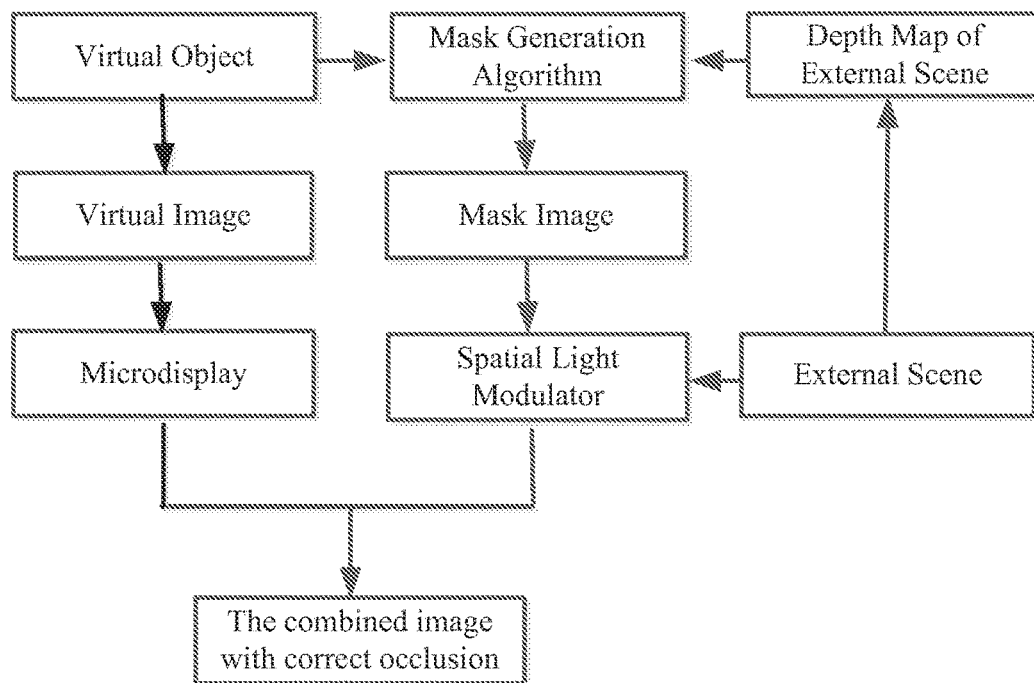 Virtual Object
Mask Generation
Algorithm
Depth Map of
External Scene
Virtual Image
Mask Image
Microdisplay
Spatial Light
Modulator
External Scene
The combined image
with correct occlusion